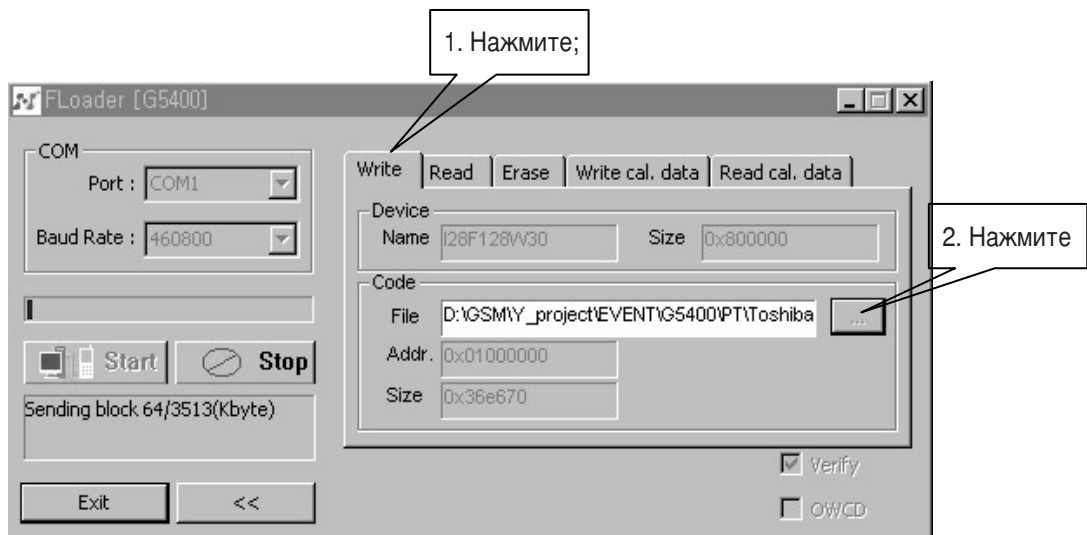 1. Нажмите;
FLoader [G5400]
COM
Port : COM1
Baud Rate : 460800
Start Stop
Sending block 64/3513(Kbyte)
Exit <<
Write Read Erase Write cal. data Read cal. data
Device
Name I28F128W30 Size 0x800000
2. Нажмите
Code
File D:\GSM\Y_project\EVENT\G5400\PT\Toshiba ...
Addr. 0x01000000
Size 0x36e670
Verify
OWCD